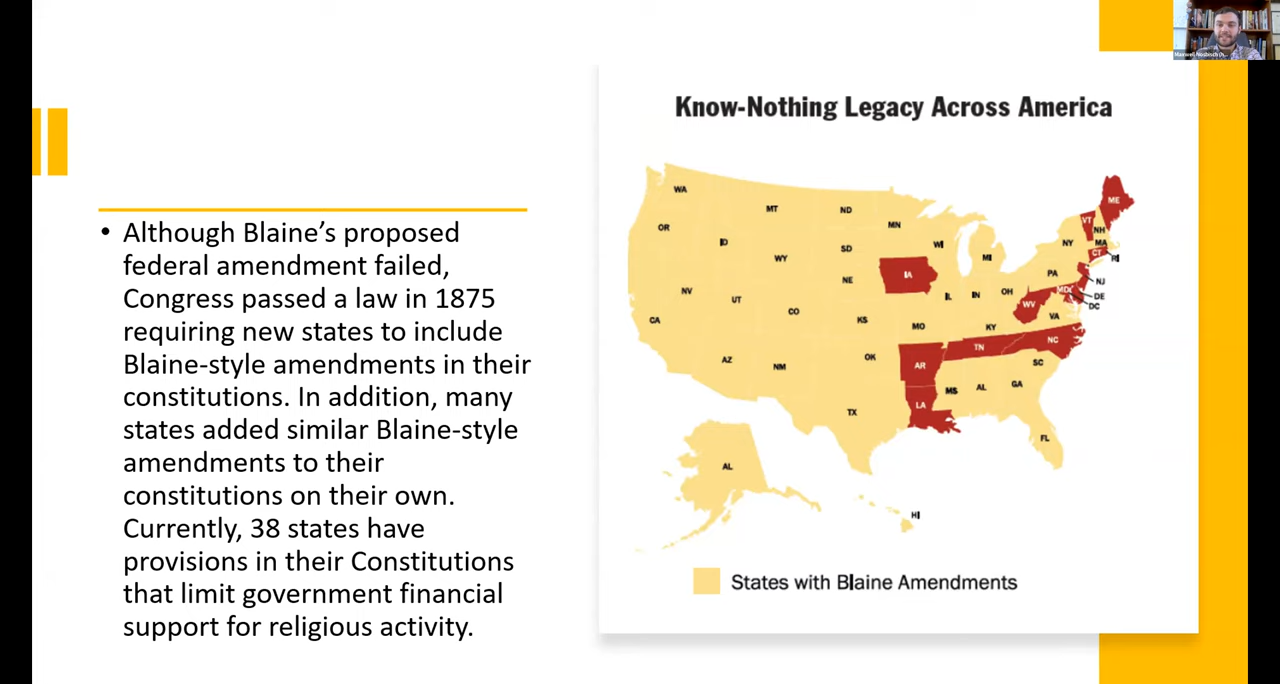 • Although Blaine's proposed
federal amendment failed,
Congress passed a law in 1875
requiring new states to include
Blaine-style amendments in their
constitutions. In addition, many
states added similar Blaine-style
amendments to their
constitutions on their own.
Currently, 38 states have
provisions in their Constitutions
that limit government financial
support for religious activity.
Know-Nothing Legacy Across America
WA
MT
ND
MN
OR
ID
WY
SD
WI
MI
NY
VT
NH
ME
MA
CT
RI
NV
UT
CO
NE
IA
IL
IN
OH
PA
NJ
MD
DE
DC
CA
KS
MO
KY
WV
VA
AZ
NM
OK
AR
TN
NC
SC
TX
LA
MS
AL
GA
FL
AL
HI
States with Blaine Amendments
Maxwell